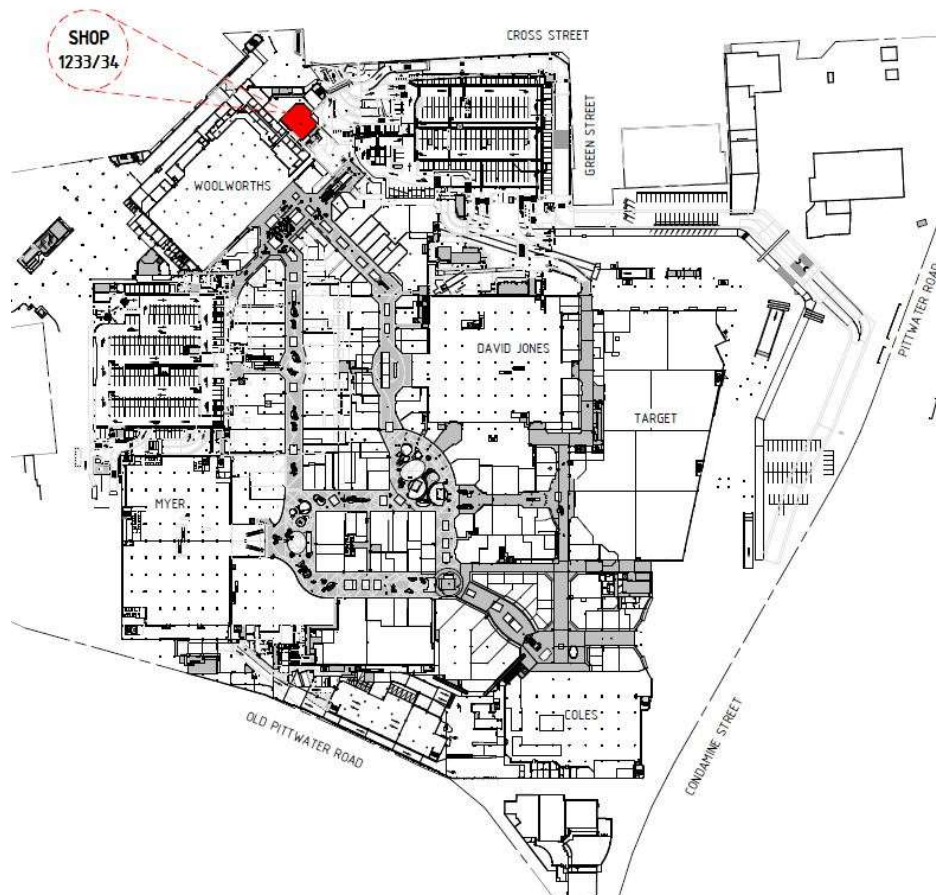 SHOP
1233/34
CROSS STREET
GREEN STREET
WOOLWORTHS
PITTWATER ROAD
DAVID JONES
TARGET
MYER
OLD PITTWATER ROAD
COLES
CONDAMINE STREET